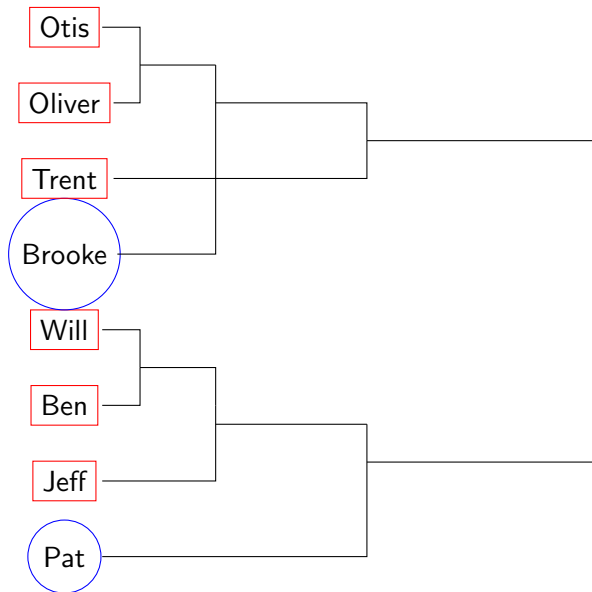 Otis
Oliver
Trent
Brooke
Will
Ben
Jeff
Pat